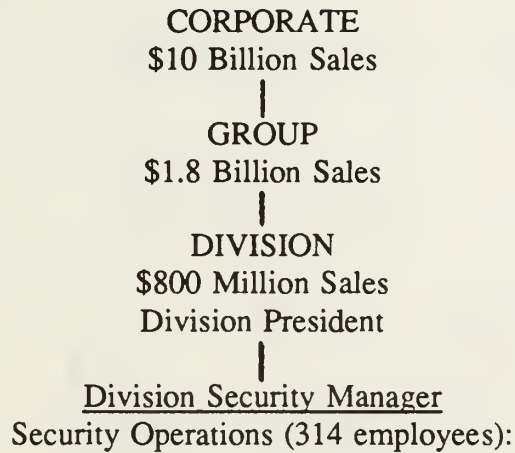 CORPORATE
$10 Billion Sales
GROUP
$1.8 Billion Sales
DIVISION
$800 Million Sales
Division President
Division Security Manager
Security Operations (314 employees):